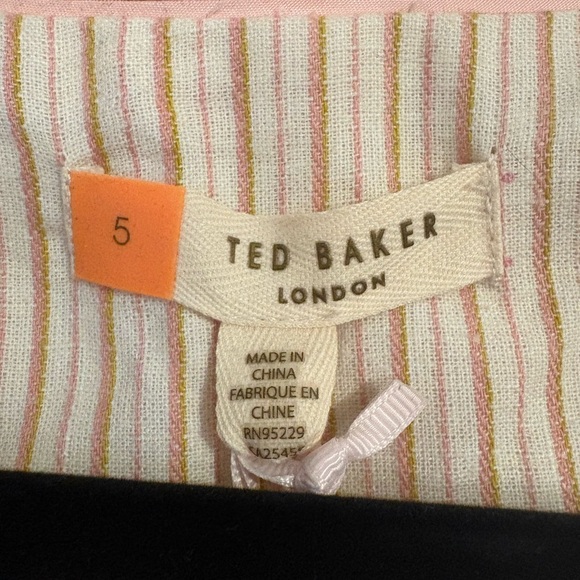 5
TED BAKER
LONDON
MADE IN
CHINA
FABRIQUE EN
CHINE
RN95229